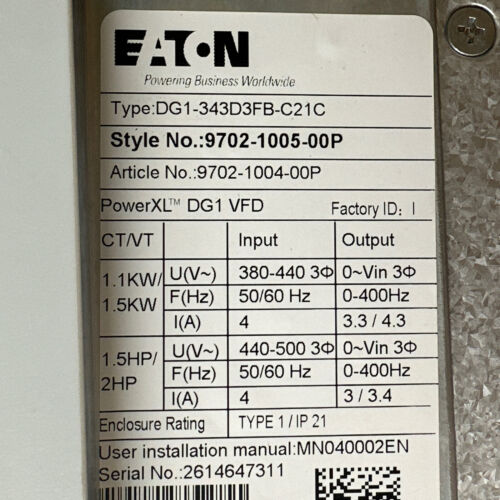 EATON
Powering Business Worldwide
Type:DG1-343D3FB-C21C
Style No.:9702-1005-00P
Article No.:9702-1004-00P
PowerXL™ DG1 VFD Factory ID: I
CT/VT Input Output
1.1KW/ 1.5KW U(V~) 380-440 3Φ 0~Vin 3Φ
F(Hz) 50/60 Hz 0-400Hz
I(A) 4 3.3 / 4.3
1.5HP/ 2HP U(V~) 440-500 3Φ 0~Vin 3Φ
F(Hz) 50/60 Hz 0-400Hz
I(A) 4 3 / 3.4
Enclosure Rating TYPE 1 / IP 21
User installation manual:MN040002EN
Serial No.:2614647311